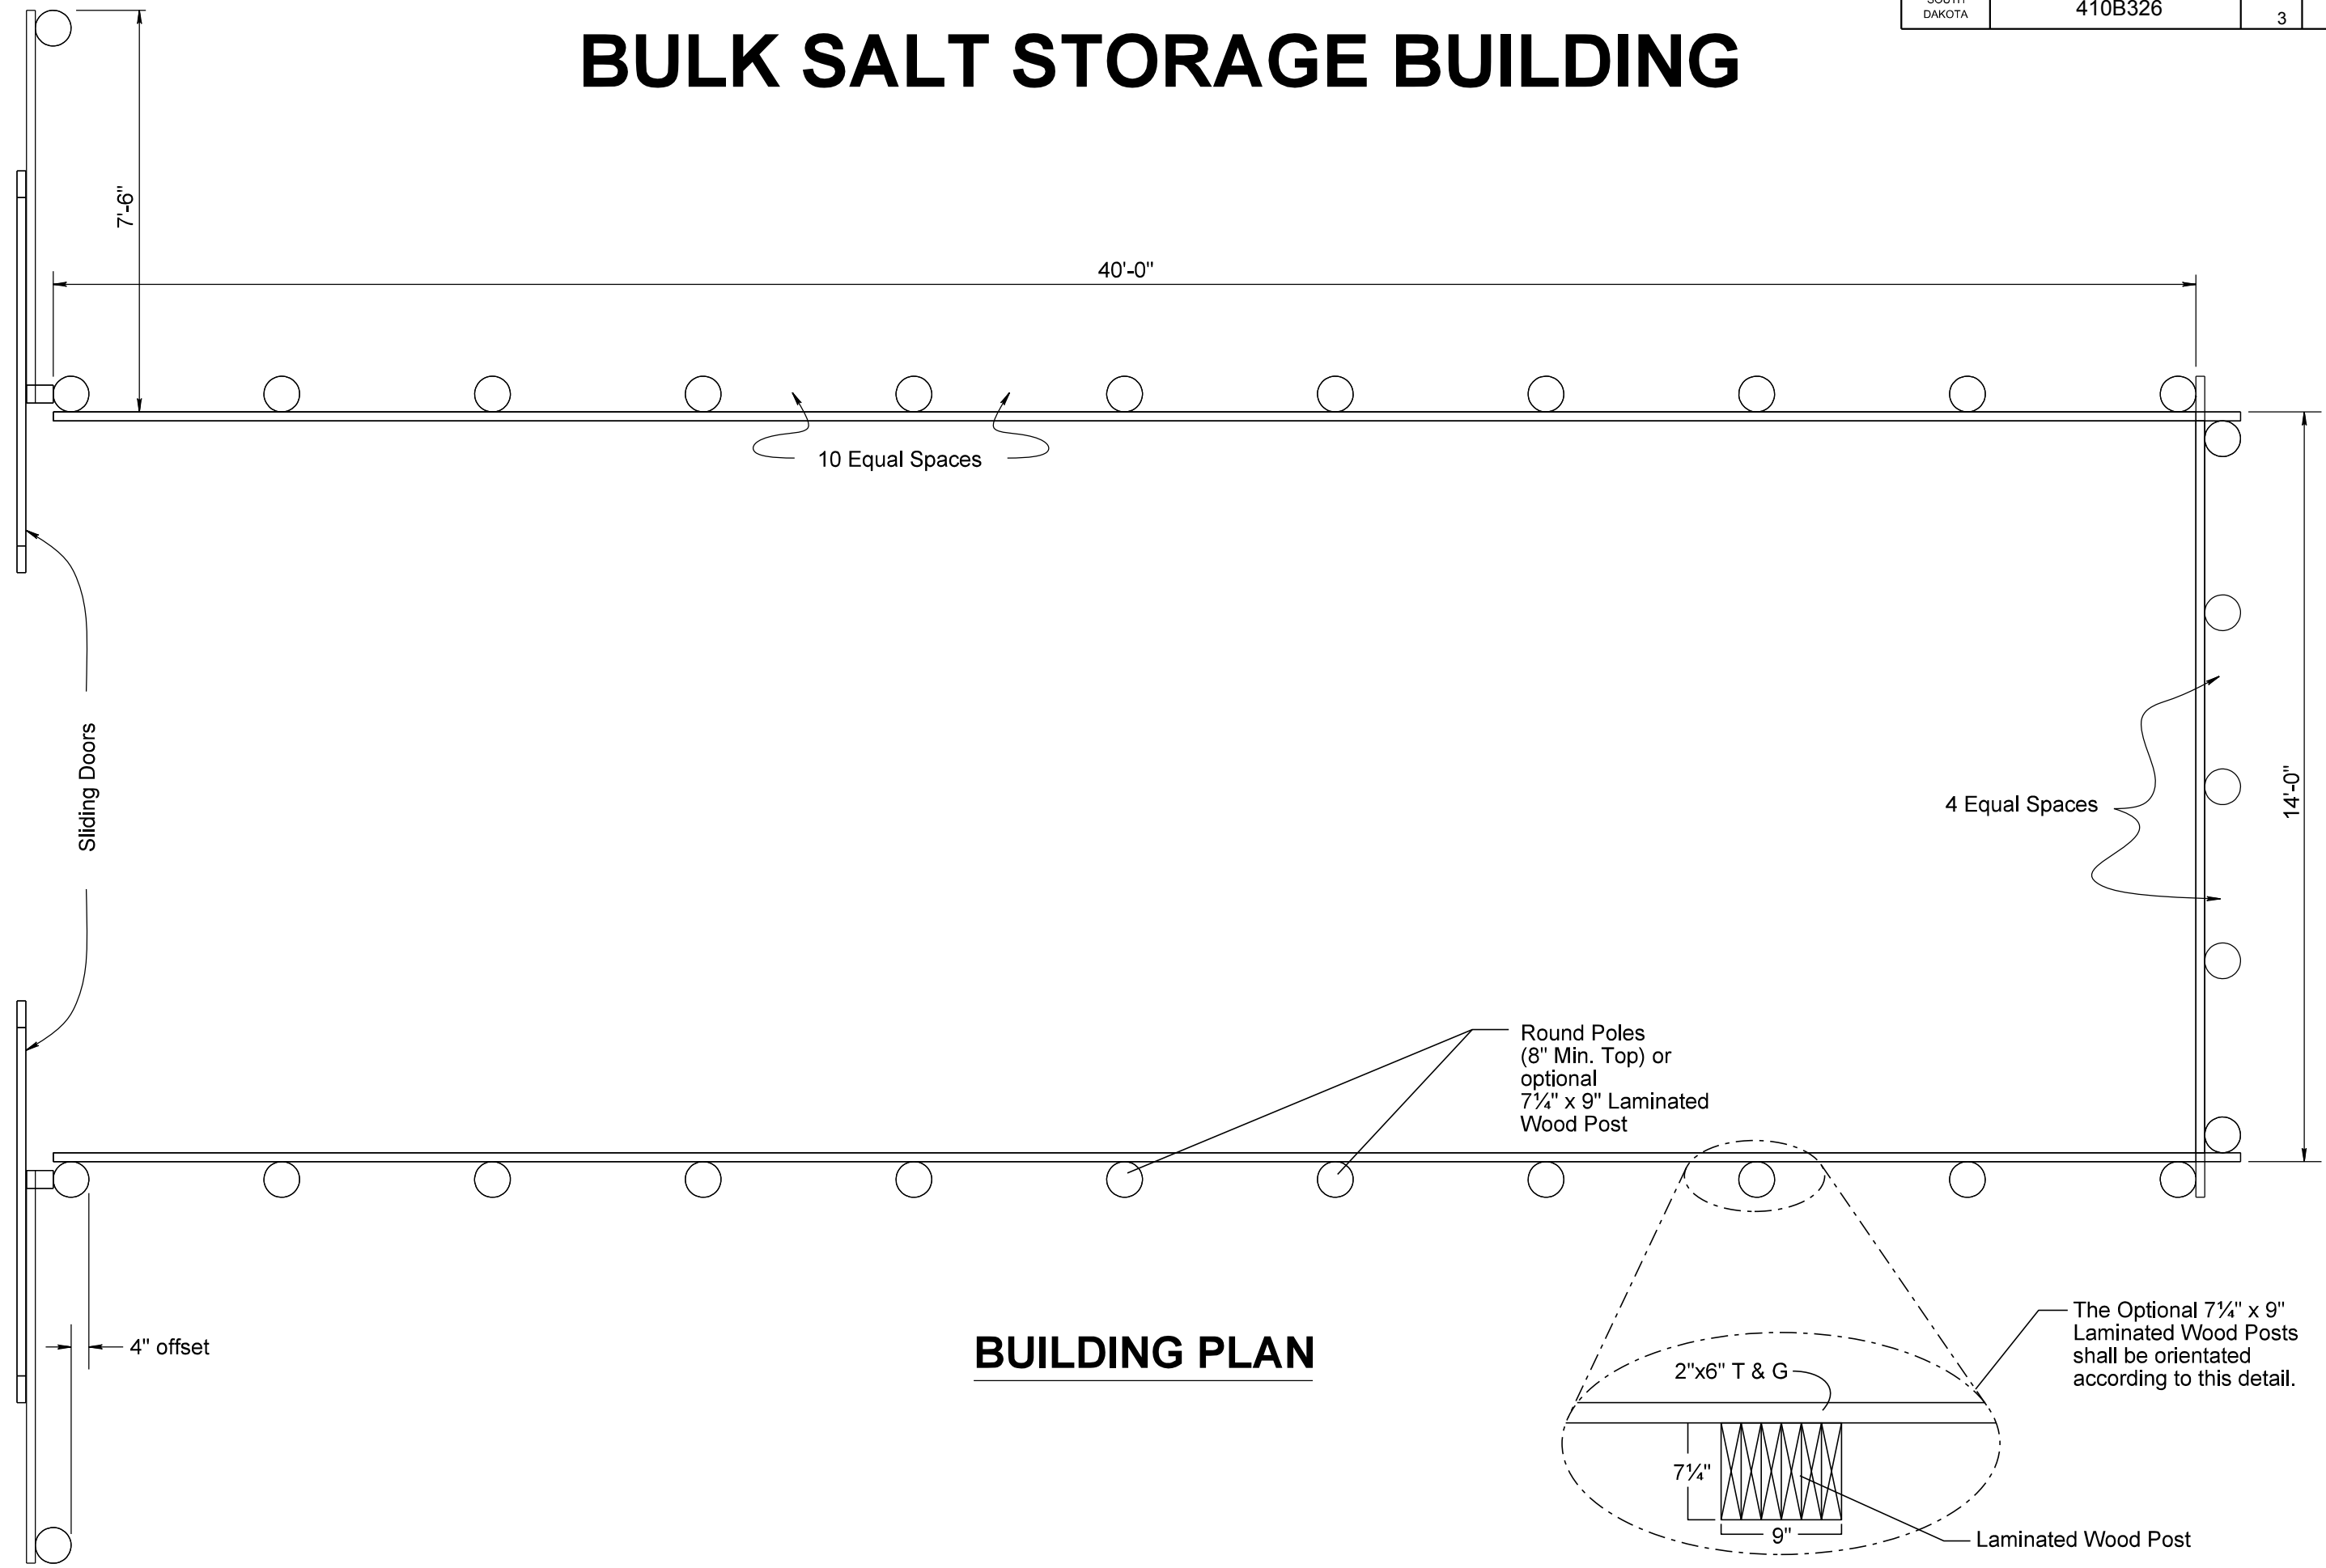 SOUTH
DAKOTA
410B326
3
BULK SALT STORAGE BUILDING
7'-6"
40'-0"
10 Equal Spaces
Sliding Doors
4 Equal Spaces
14'-0"
Round Poles
(8" Min. Top) or
optional
7¼" x 9" Laminated
Wood Post
4" offset
BUILDING PLAN
The Optional 7¼" x 9"
Laminated Wood Posts
shall be orientated
according to this detail.
2"x6" T & G
7¼"
9"
Laminated Wood Post